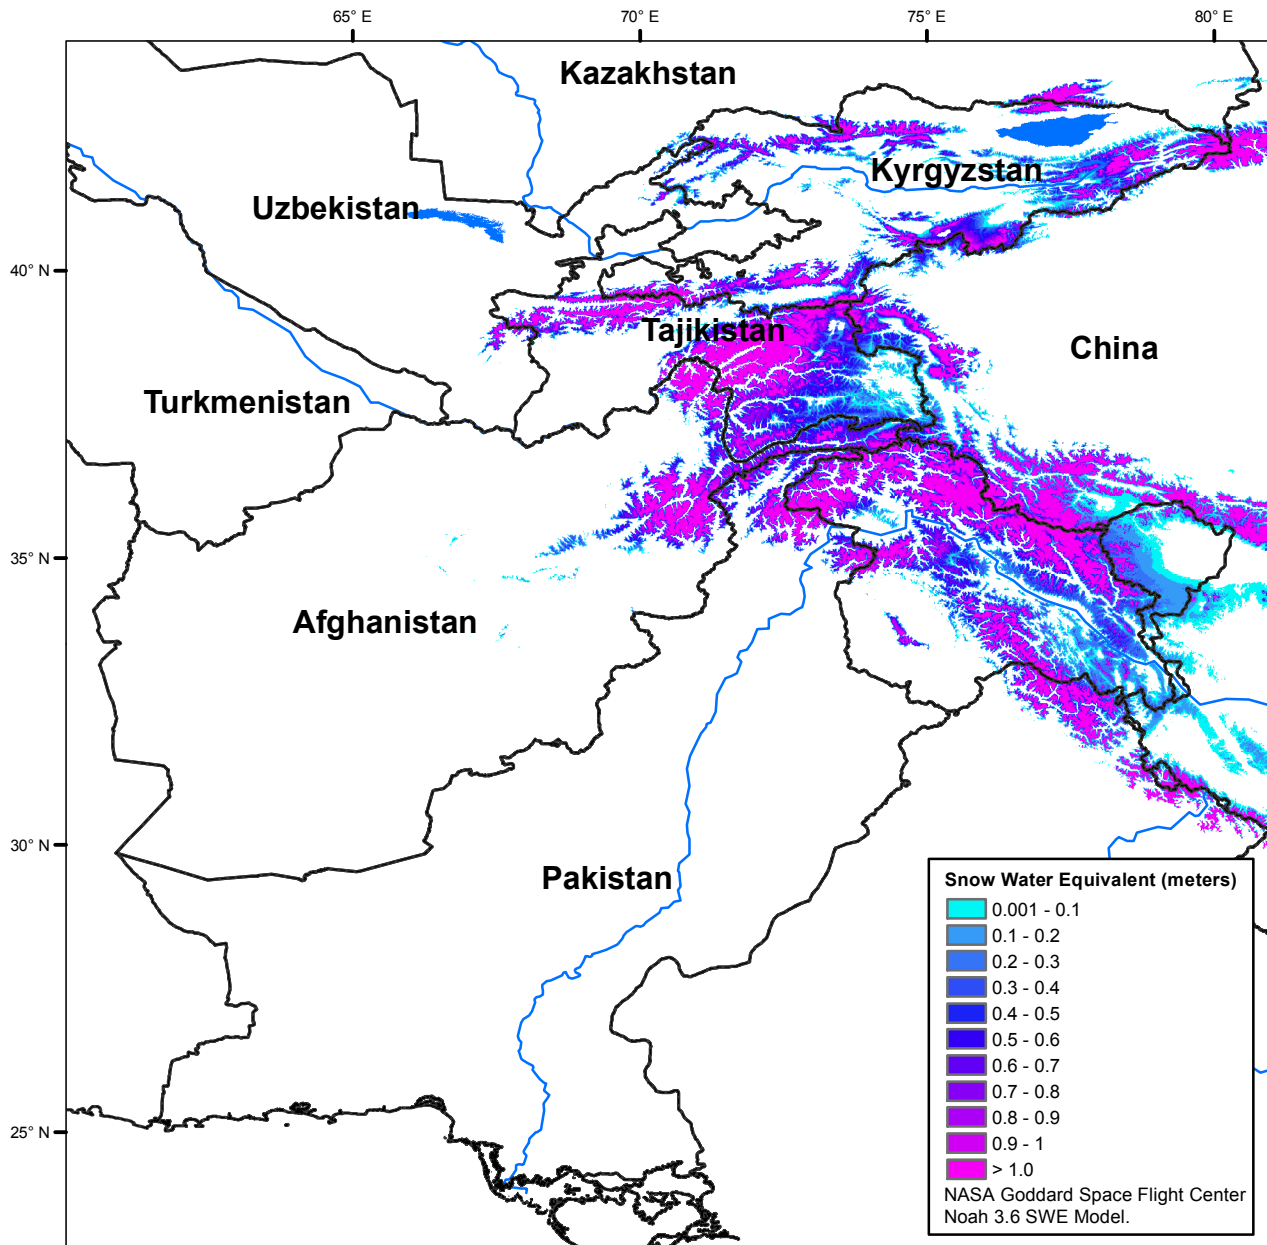 65° E
70° E
75° E
80° E
Kazakhstan
Kyrgyzstan
Uzbekistan
40° N
Tajikistan
China
Turkmenistan
35° N
Afghanistan
30° N
Pakistan
25° N
Snow Water Equivalent (meters)
0.001 - 0.1
0.1 - 0.2
0.2 - 0.3
0.3 - 0.4
0.4 - 0.5
0.5 - 0.6
0.6 - 0.7
0.7 - 0.8
0.8 - 0.9
0.9 - 1
> 1.0
NASA Goddard Space Flight Center
Noah 3.6 SWE Model.